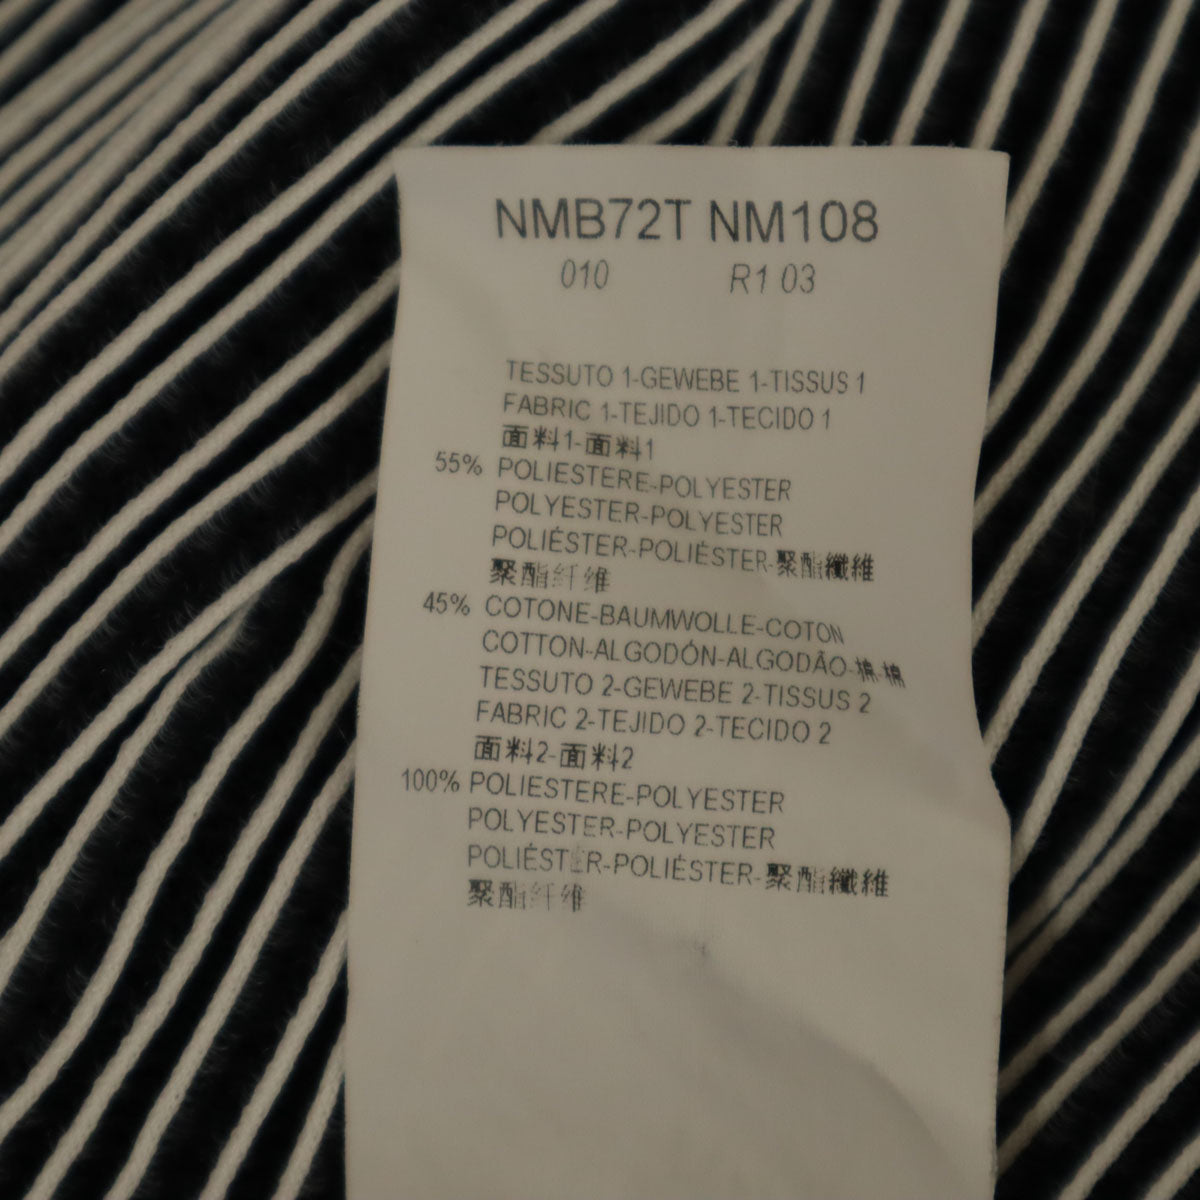 NMB72T NM108
010 R1 03
TESSUTO 1-GEWEBE 1-TISSUS 1
FABRIC 1-TEJIDO 1-TECIDO 1
面料1-面料1
55% POLIESTERE-POLYESTER
POLYESTER-POLYESTER
POLIÉSTER-POLIÉSTER-聚酯纖維
聚酯纤维
45% COTONE-BAUMWOLLE-COTON
COTTON-ALGODÓN-ALGODÃO-棉-棉
TESSUTO 2-GEWEBE 2-TISSUS 2
FABRIC 2-TEJIDO 2-TECIDO 2
面料2-面料2
100% POLIESTERE-POLYESTER
POLYESTER-POLYESTER
POLIÉSTER-POLIÉSTER-聚酯纖維
聚酯纤维